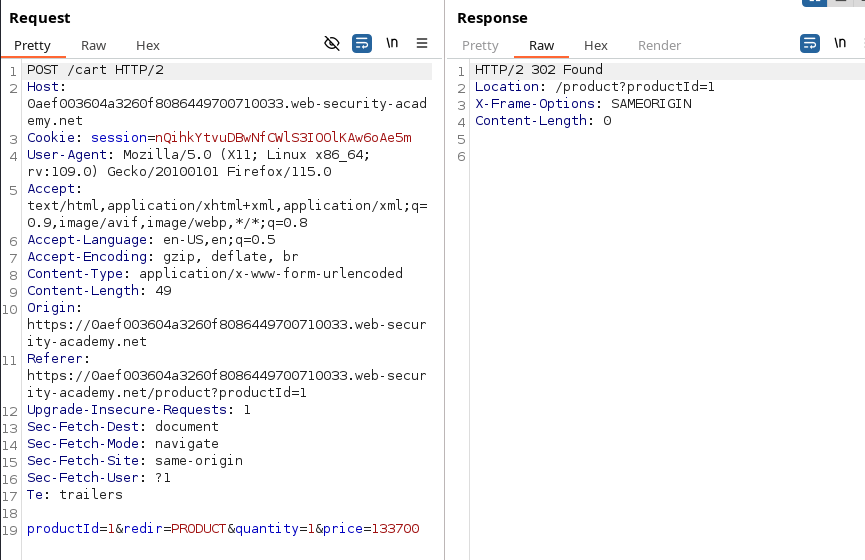 Request
Pretty Raw Hex \n
1 POST /cart HTTP/2
2 Host:
0aef003604a3260f8086449700710033.web-security-acad
emy.net
3 Cookie: session=nQihkYtvuDBwNfCWlS3IOOlKAw6oAe5m
4 User-Agent: Mozilla/5.0 (X11; Linux x86_64;
rv:109.0) Gecko/20100101 Firefox/115.0
5 Accept:
text/html,application/xhtml+xml,application/xml;q=
0.9,image/avif,image/webp,*/*;q=0.8
6 Accept-Language: en-US,en;q=0.5
7 Accept-Encoding: gzip, deflate, br
8 Content-Type: application/x-www-form-urlencoded
9 Content-Length: 49
10 Origin:
https://0aef003604a3260f8086449700710033.web-secur
ity-academy.net
11 Referer:
https://0aef003604a3260f8086449700710033.web-secur
ity-academy.net/product?productId=1
12 Upgrade-Insecure-Requests: 1
13 Sec-Fetch-Dest: document
14 Sec-Fetch-Mode: navigate
15 Sec-Fetch-Site: same-origin
16 Sec-Fetch-User: ?1
17 Te: trailers
18
19 productId=1&redir=PRODUCT&quantity=1&price=133700
Response
Pretty Raw Hex Render \n
1 HTTP/2 302 Found
2 Location: /product?productId=1
3 X-Frame-Options: SAMEORIGIN
4 Content-Length: 0
5
6